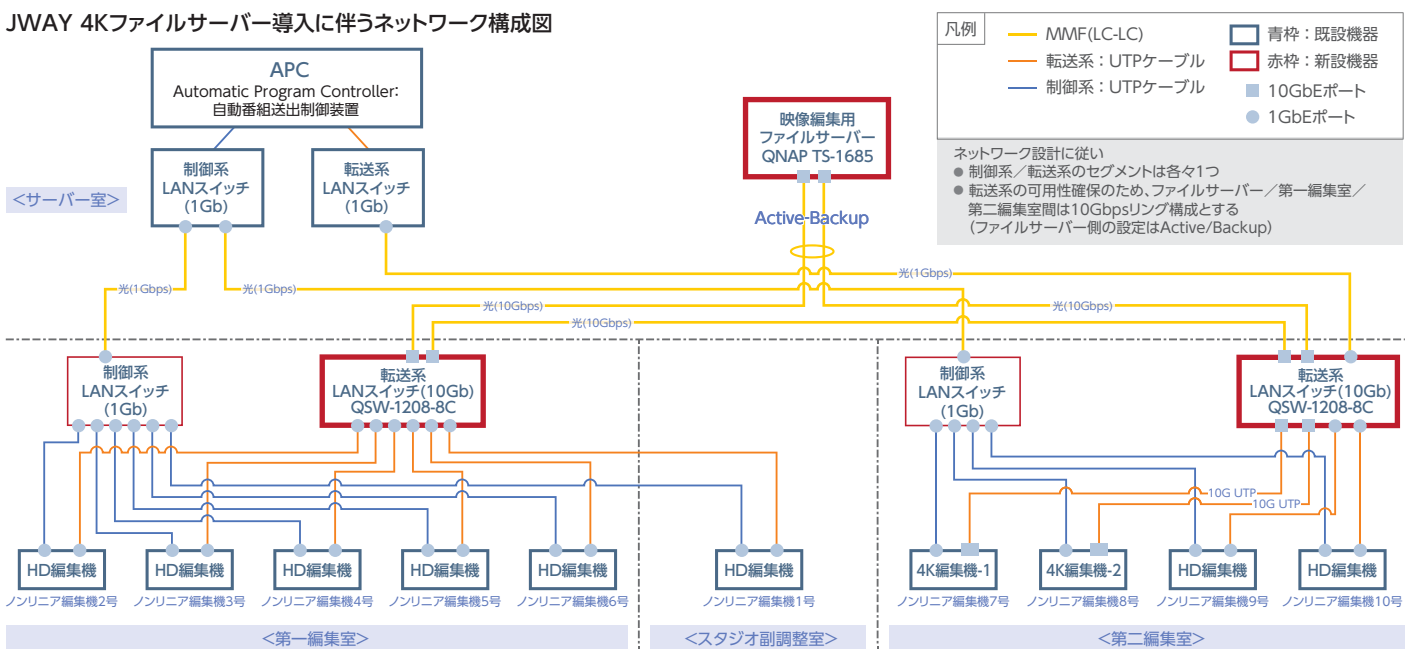 JWAY 4Kファイルサーバー導入に伴うネットワーク構成図
凡例
MMF(LC-LC)
転送系：UTPケーブル
制御系：UTPケーブル
青枠：既設機器
赤枠：新設機器
10GbEポート
1GbEポート
ネットワーク設計に従い
● 制御系／転送系のセグメントは各々1つ
● 転送系の可用性確保のため、ファイルサーバー／第一編集室／
第二編集室間は10Gbpsリング構成とする
(ファイルサーバー側の設定はActive/Backup)
APC
Automatic Program Controller:
自動番組送出制御装置
制御系
LANスイッチ
(1Gb)
転送系
LANスイッチ
(1Gb)
<サーバー室>
映像編集用
ファイルサーバー
QNAP TS-1685
Active-Backup
光(1Gbps)
光(1Gbps)
光(1Gbps)
光(10Gbps)
光(10Gbps)
光(10Gbps)
制御系
LANスイッチ
(1Gb)
転送系
LANスイッチ(10Gb)
QSW-1208-8C
制御系
LANスイッチ
(1Gb)
転送系
LANスイッチ(10Gb)
QSW-1208-8C
10G UTP
10G UTP
HD編集機
ノンリニア編集機2号
HD編集機
ノンリニア編集機3号
HD編集機
ノンリニア編集機4号
HD編集機
ノンリニア編集機5号
HD編集機
ノンリニア編集機6号
HD編集機
ノンリニア編集機1号
4K編集機-1
ノンリニア編集機7号
4K編集機-2
ノンリニア編集機8号
HD編集機
ノンリニア編集機9号
HD編集機
ノンリニア編集機10号
<第一編集室>
<スタジオ副調整室>
<第二編集室>